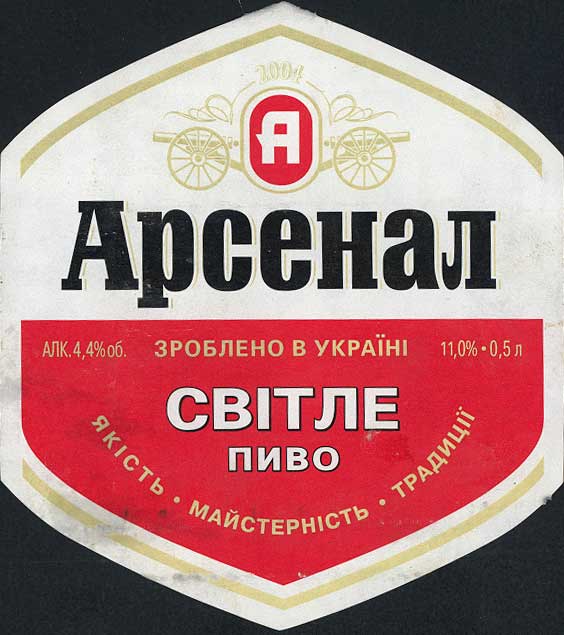 2004
А
Арсенал
АЛК.4,4%об. ЗРОБЛЕНО В УКРАЇНІ 11,0%•0,5 л
СВІТЛЕ
ПИВО
ЯКІСТЬ • МАЙСТЕРНІСТЬ • ТРАДИЦІЇ